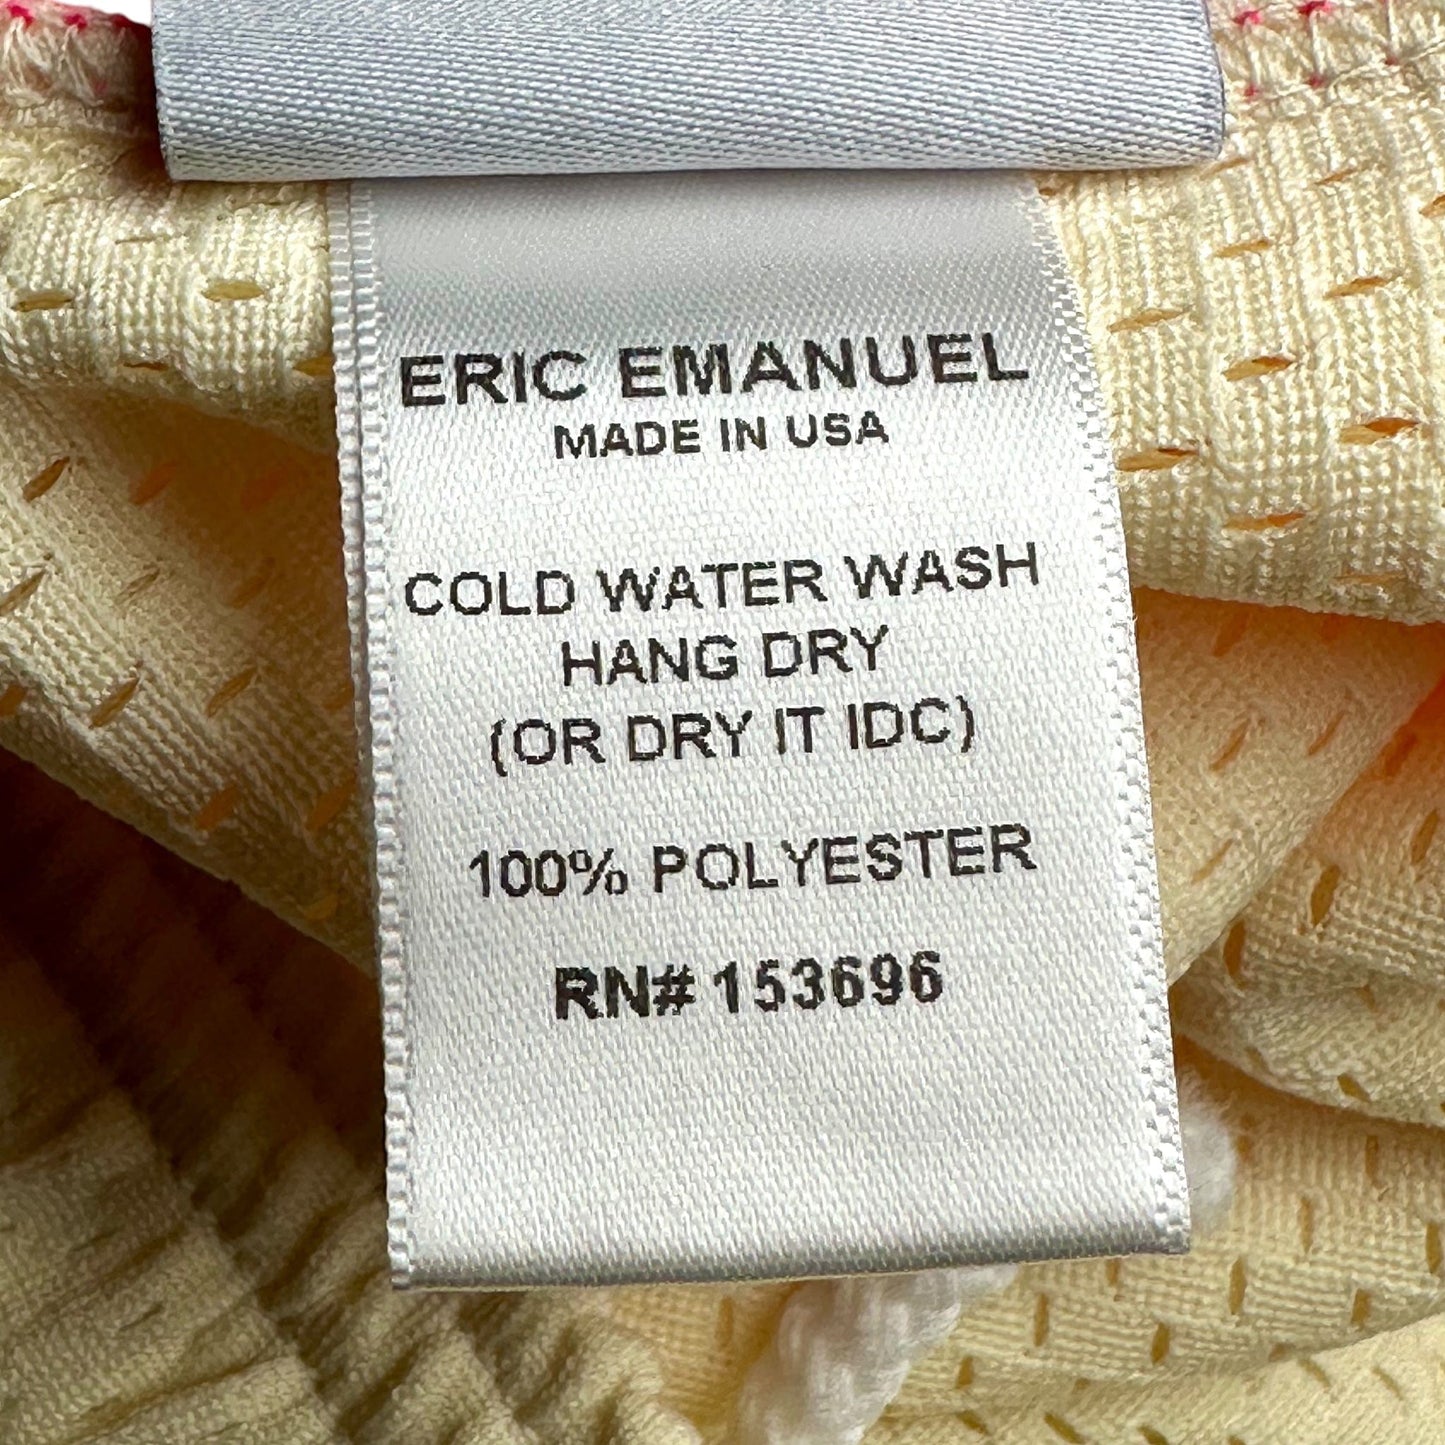 ERIC EMANUEL
MADE IN USA
COLD WATER WASH
HANG DRY
(OR DRY IT IDC)
100% POLYESTER
RN# 153696